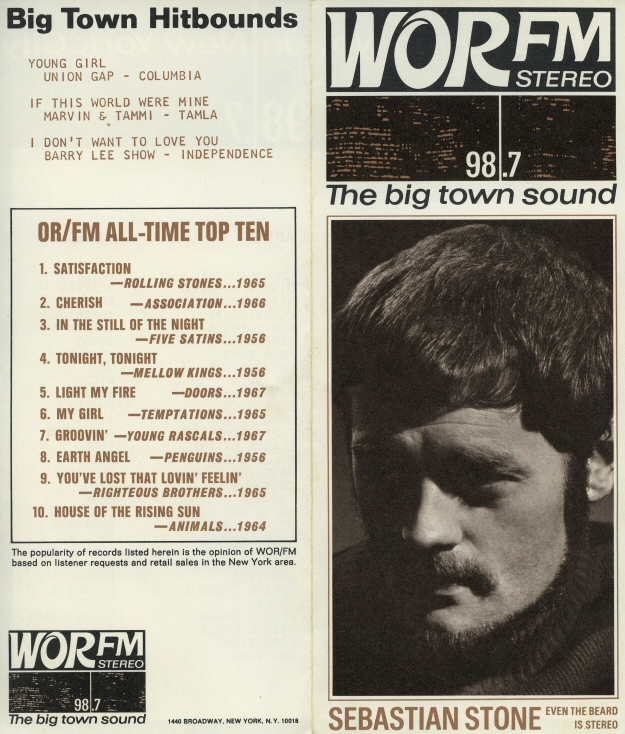 Big Town Hitbounds
YOUNG GIRL
UNION GAP - COLUMBIA
IF THIS WORLD WERE MINE
MARVIN & TAMMI - TAMLA
I DON'T WANT TO LOVE YOU
BARRY LEE SHOW - INDEPENDENCE
OR/FM ALL-TIME TOP TEN
1. SATISFACTION
—ROLLING STONES...1965
2. CHERISH —ASSOCIATION...1966
3. IN THE STILL OF THE NIGHT
—FIVE SATINS...1956
4. TONIGHT, TONIGHT
—MELLOW KINGS...1956
5. LIGHT MY FIRE —DOORS...1967
6. MY GIRL —TEMPTATIONS...1965
7. GROOVIN' —YOUNG RASCALS...1967
8. EARTH ANGEL —PENGUINS...1956
9. YOU'VE LOST THAT LOVIN' FEELIN'
—RIGHTEOUS BROTHERS...1965
10. HOUSE OF THE RISING SUN
—ANIMALS...1964
The popularity of records listed herein is the opinion of WOR/FM
based on listener requests and retail sales in the New York area.
WOR FM
STEREO
98.7
The big town sound
1440 BROADWAY, NEW YORK, N.Y. 10018
WOR FM
STEREO
98.7
The big town sound
SEBASTIAN STONE EVEN THE BEARD
IS STEREO